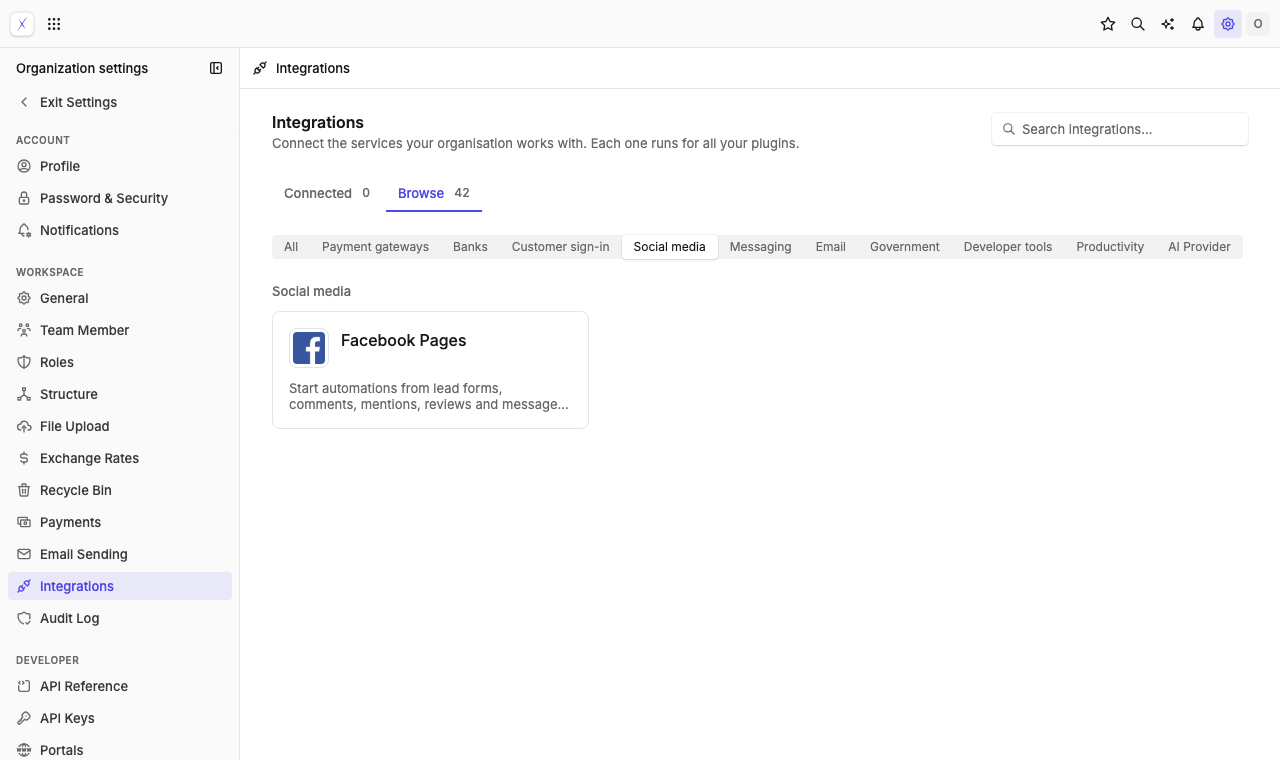 O
Organization settings
Exit Settings
ACCOUNT
Profile
Password & Security
Notifications
WORKSPACE
General
Team Member
Roles
Structure
File Upload
Exchange Rates
Recycle Bin
Payments
Email Sending
Integrations
Audit Log
DEVELOPER
API Reference
API Keys
Portals
Integrations
Integrations
Connect the services your organisation works with. Each one runs for all your plugins.
Search integrations...
Connected 0 Browse 42
All Payment gateways Banks Customer sign-in Social media Messaging Email Government Developer tools Productivity AI Provider
Social media
Facebook Pages
Start automations from lead forms,
comments, mentions, reviews and message...